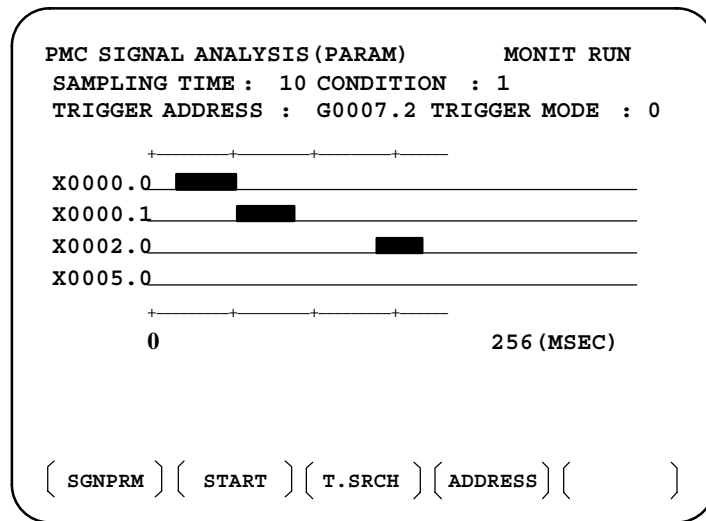 PMC SIGNAL ANALYSIS(PARAM) MONIT RUN
SAMPLING TIME : 10 CONDITION : 1
TRIGGER ADDRESS : G0007.2 TRIGGER MODE : 0
X0000.0
X0000.1
X0002.0
X0005.0
0 256(MSEC)
SGNPRM START T.SRCH ADDRESS